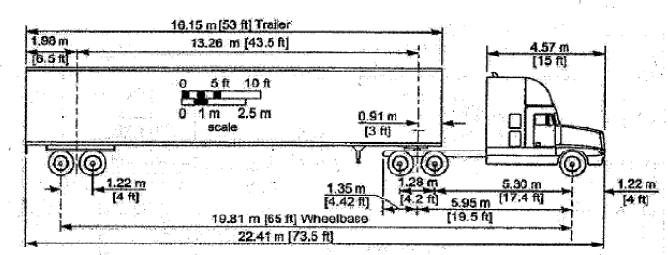 16.15 m [53 ft] Trailer
1.98 m
[6.5 ft]
13.26 m [43.5 ft]
4.57 m
[15 ft]
0 5 ft 10 ft
0 1 m 2.5 m
scale
0.91 m
[3 ft]
1.22 m
[4 ft]
1.35 m
[4.42 ft]
1.28 m
[4.2 ft]
5.30 m
[17.4 ft]
1.22 m
[4 ft]
5.95 m
[19.5 ft]
19.81 m [65 ft] Wheelbase
22.41 m [73.5 ft]